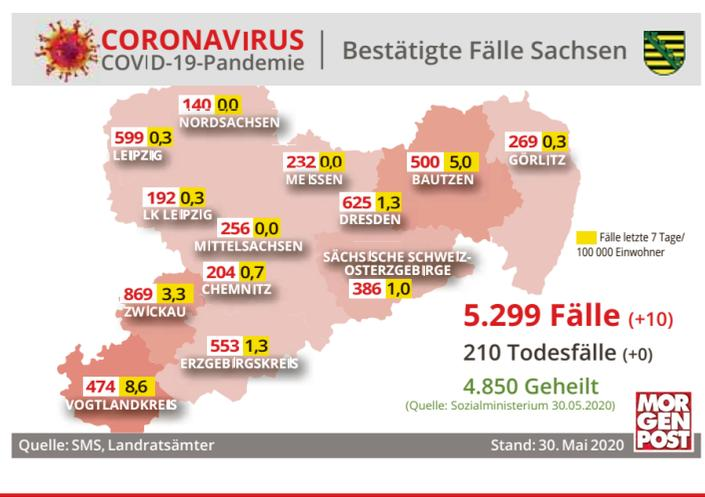 CORONAVIRUS
COVID-19-Pandemie
Bestätigte Fälle Sachsen
140 0,0
NORDSACHSEN
599 0,3
LEIPZIG
232 0,0
MEISSEN
500 5,0
BAUTZEN
269 0,3
GÖRLITZ
192 0,3
LK LEIPZIG
625 1,3
DRESDEN
256 0,0
MITTELSACHSEN
Fälle letzte 7 Tage/
100 000 Einwohner
SÄCHSISCHE SCHWEIZ-
OSTERZGEBIRGE
386 1,0
204 0,7
CHEMNITZ
869 3,3
ZWICKAU
553 1,3
ERZGEBIRGSKREIS
474 8,6
VOGTLANDKREIS
5.299 Fälle (+10)
210 Todesfälle (+0)
4.850 Geheilt
(Quelle: Sozialministerium 30.05.2020)
MOR
GEN
POST
Quelle: SMS, Landratsämter
Stand: 30. Mai 2020